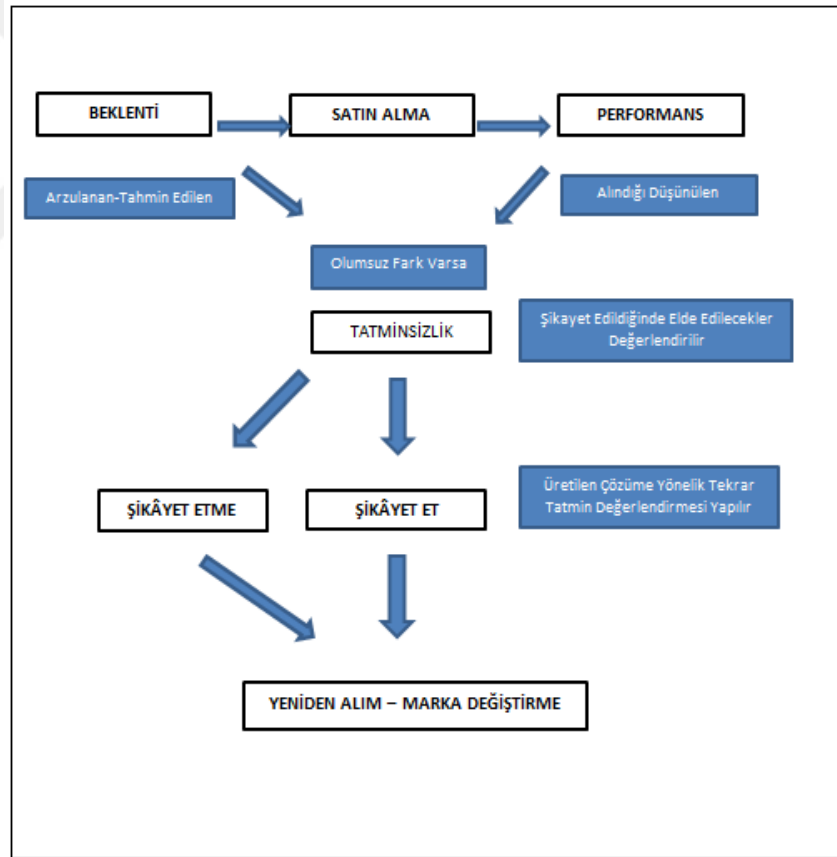 BEKLENTİ
SATIN ALMA
PERFORMANS
Arzulanan-Tahmin Edilen
Alındığı Düşünülen
Olumsuz Fark Varsa
TATMİNSİZLİK
Şikayet Edildiğinde Elde Edilecekler
Değerlendirilir
ŞİKÂYET ETME
ŞİKÂYET ET
Üretilen Çözüme Yönelik Tekrar
Tatmin Değerlendirmesi Yapılır
YENİDEN ALIM – MARKA DEĞİŞTİRME